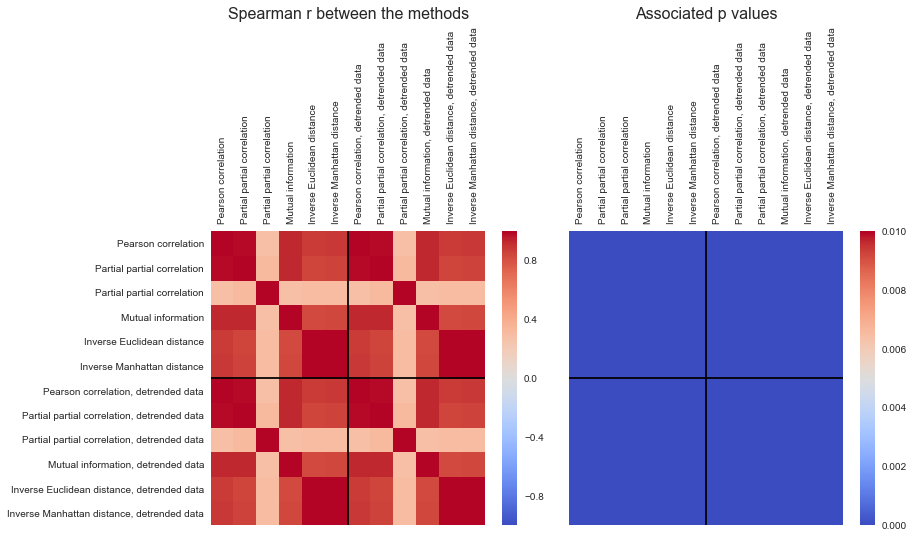 Spearman r between the methods
Associated p values
Pearson correlation
Partial partial correlation
Partial partial correlation
Mutual information
Inverse Euclidean distance
Inverse Manhattan distance
Pearson correlation, detrended data
Partial partial correlation, detrended data
Partial partial correlation, detrended data
Mutual information, detrended data
Inverse Euclidean distance, detrended data
Inverse Manhattan distance, detrended data
Pearson correlation
Partial partial correlation
Partial partial correlation
Mutual information
Inverse Euclidean distance
Inverse Manhattan distance
Pearson correlation, detrended data
Partial partial correlation, detrended data
Partial partial correlation, detrended data
Mutual information, detrended data
Inverse Euclidean distance, detrended data
Inverse Manhattan distance, detrended data
Pearson correlation
Partial partial correlation
Partial partial correlation
Mutual information
Inverse Euclidean distance
Inverse Manhattan distance
Pearson correlation, detrended data
Partial partial correlation, detrended data
Partial partial correlation, detrended data
Mutual information, detrended data
Inverse Euclidean distance, detrended data
Inverse Manhattan distance, detrended data
0.8
0.4
0.0
−0.4
−0.8
0.010
0.008
0.006
0.004
0.002
0.000